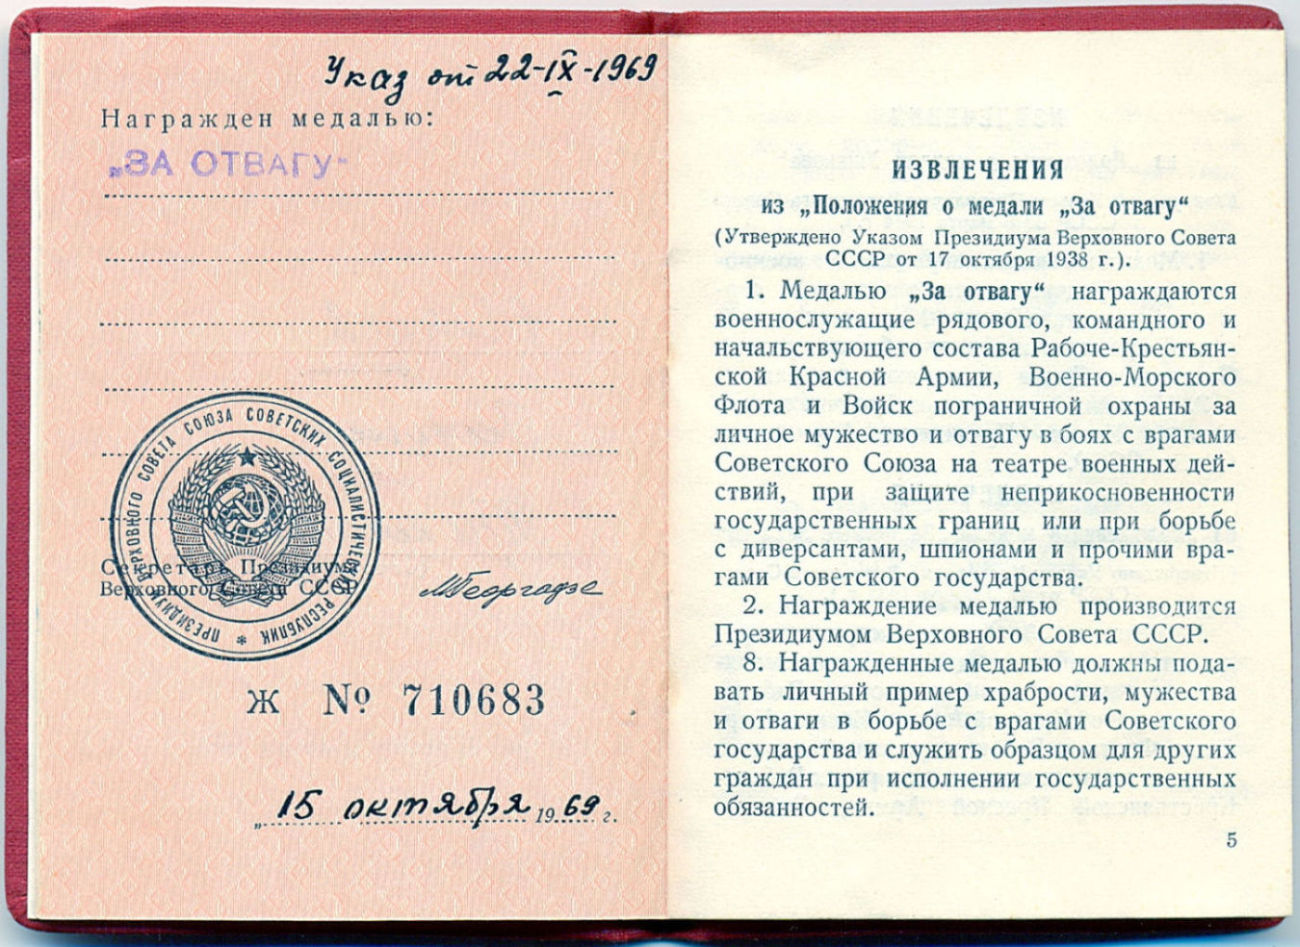 Указ от 22-IX-1969
Награжден медалью:
„ЗА ОТВАГУ“
ПРЕЗИДИУМ ВЕРХОВНОГО СОВЕТА СОЮЗА СОВЕТСКИХ СОЦИАЛИСТИЧЕСКИХ РЕСПУБЛИК *
Секретарь Президиума
Верховного Совета СССР
МГеоргадзе
Ж № 710683
„15 октября 1969 г.
ИЗВЛЕЧЕНИЯ
из „Положения о медали „За отвагу“
(Утверждено Указом Президиума Верховного Совета
СССР от 17 октября 1938 г.).
1. Медалью „За отвагу“ награждаются
военнослужащие рядового, командного и
начальствующего состава Рабоче-Крестьян-
ской Красной Армии, Военно-Морского
Флота и Войск пограничной охраны за
личное мужество и отвагу в боях с врагами
Советского Союза на театре военных дей-
ствий, при защите неприкосновенности
государственных границ или при борьбе
с диверсантами, шпионами и прочими вра-
гами Советского государства.
2. Награждение медалью производится
Президиумом Верховного Совета СССР.
8. Награжденные медалью должны пода-
вать личный пример храбрости, мужества
и отваги в борьбе с врагами Советского
государства и служить образцом для других
граждан при исполнении государственных
обязанностей.
5